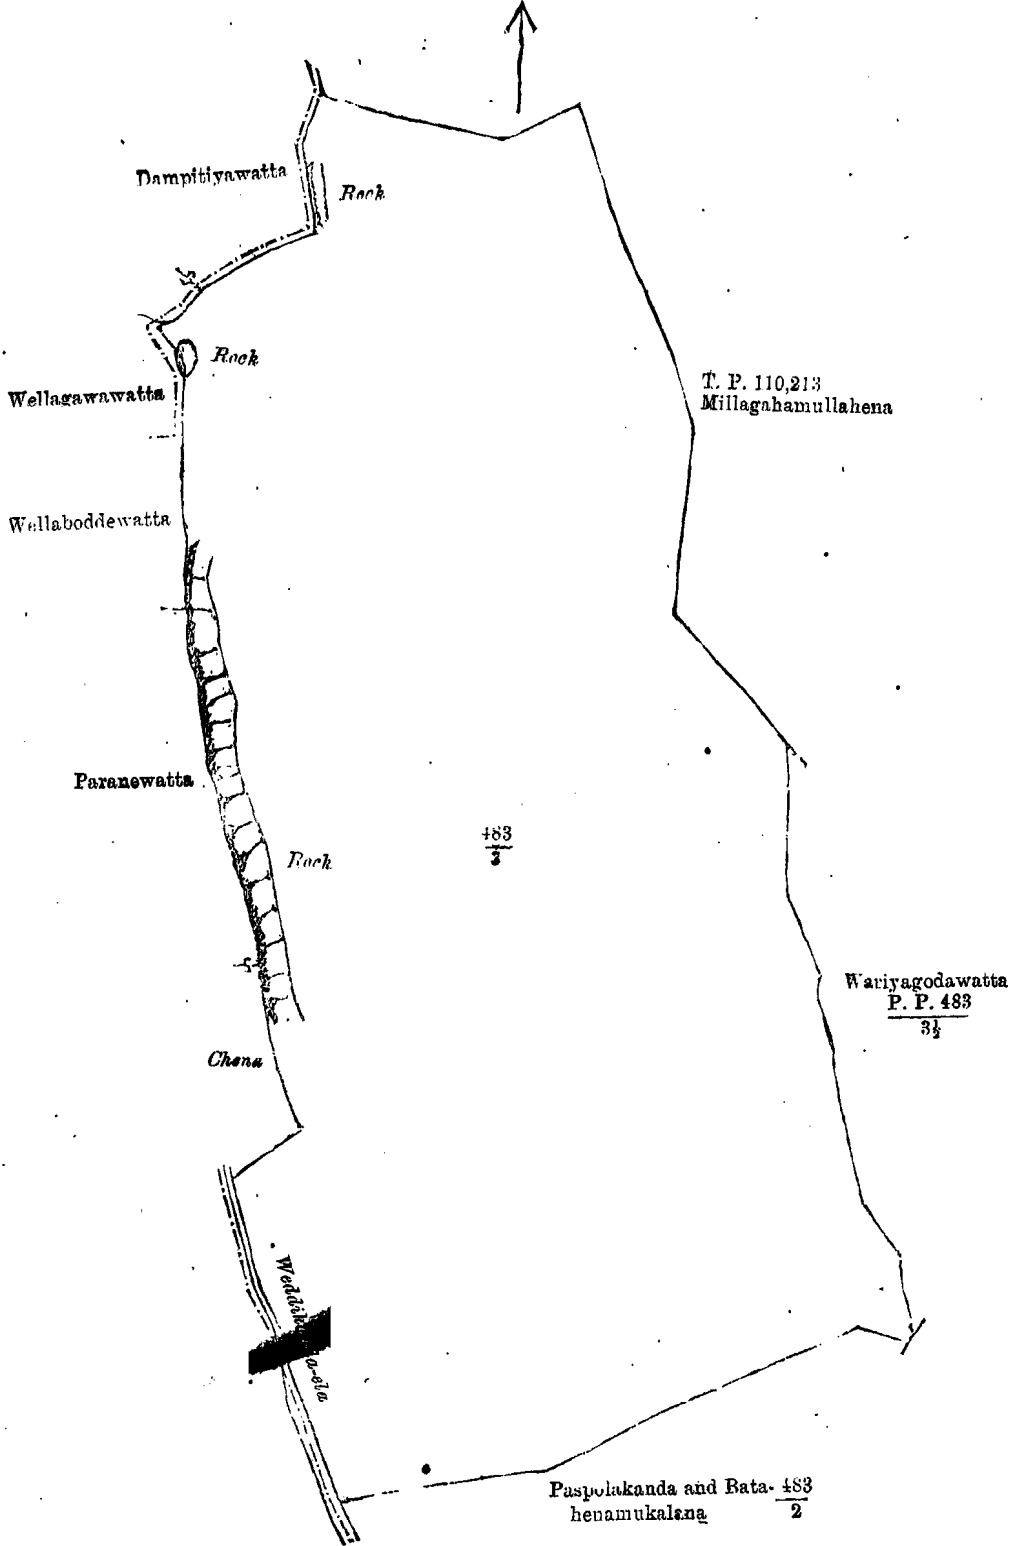 Dampitiyawatta
Rock
Rock
Wellagawawatta
T. P. 110,213
Millagahamullahena
Wellaboddewatta
Paranewatta
483
2
Rock
Wariyagodawatta
P. P. 483
3½
Chena
Paspolakanda and Bata- 483
henamukalana 2